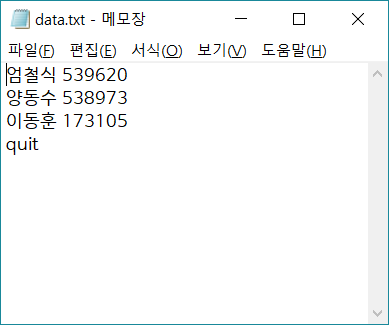 data.txt - 메모장
파일(F) 편집(E) 서식(O) 보기(V) 도움말(H)
엄철식 539620
양동수 538973
이동훈 173105
quit